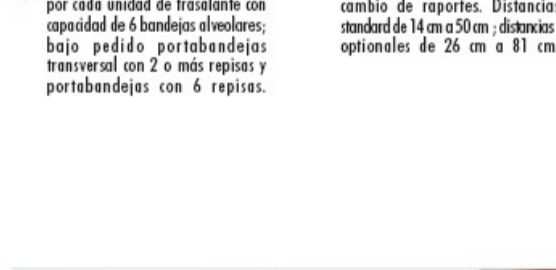 por cada unidad de trasalante con
capacidad de 6 bandejas alveolares;
bajo pedido portabandejas
transversal con 2 o más repisas y
portabandejas con 6 repisas.
cambio de raportes. Distancias
standard de 14 cm a 50 cm ; distancias
optionales de 26 cm a 81 cm